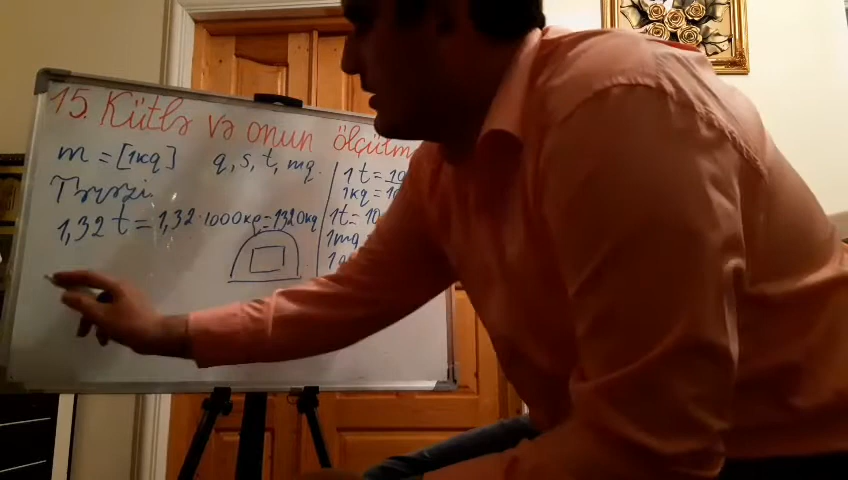 15. Kütlə və onun ölçülm
m = [1kq] q, s, t, mq.
Tərəzi.
1,32 t = 1,32 · 1000kq = 1320kq
1t = 10
1kq = 10
1t = 10
1mq